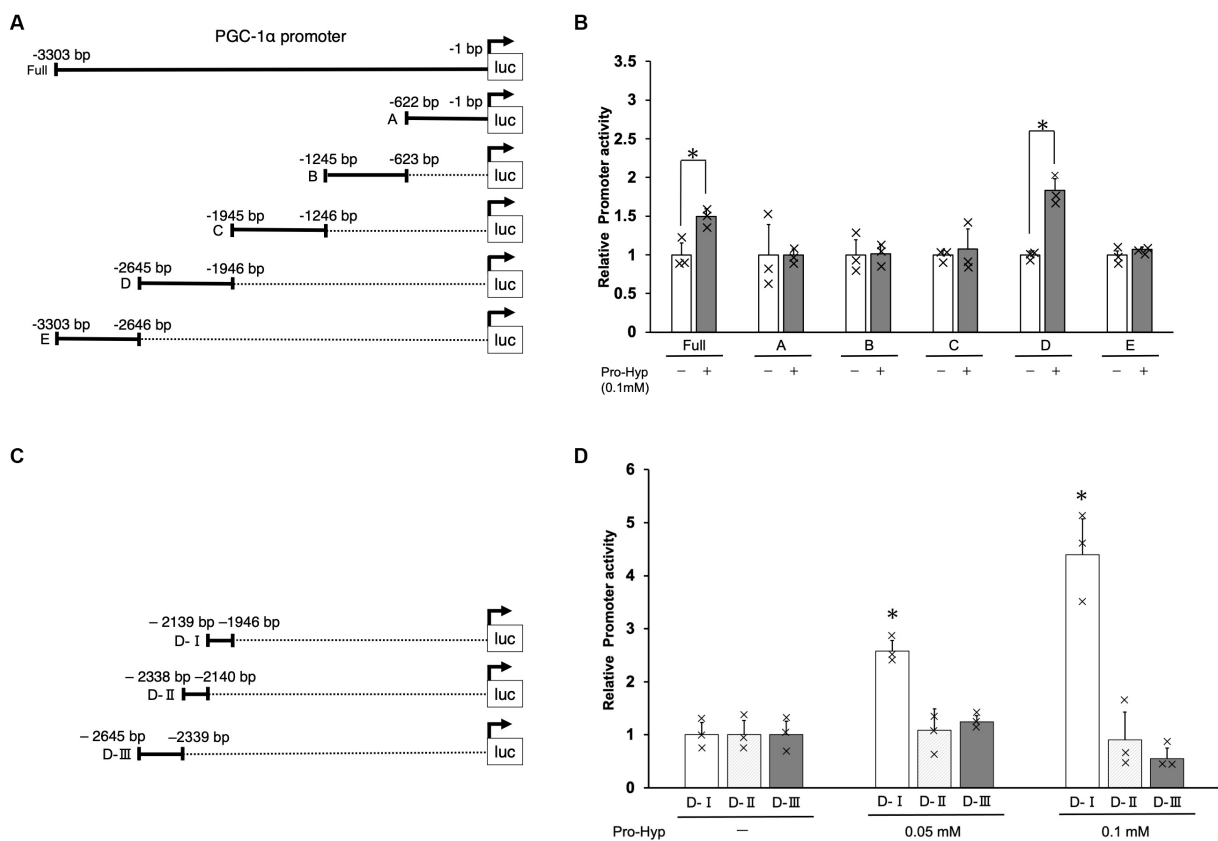 A
PGC-1α promoter
-3303 bp
-1 bp
Full
luc
-622 bp
-1 bp
A
luc
-1245 bp
-623 bp
B
luc
-1945 bp
-1246 bp
C
luc
-2645 bp
-1946 bp
D
luc
-3303 bp
-2646 bp
E
luc
B
Relative Promoter activity
3.5
3
2.5
2
1.5
1
0.5
0
*
*
Full A B C D E
Pro-Hyp
(0.1mM)
− + − + − + − + − + − +
C
− 2139 bp −1946 bp
D- Ⅰ
luc
− 2338 bp −2140 bp
D-Ⅱ
luc
− 2645 bp −2339 bp
D-Ⅲ
luc
D
Relative Promoter activity
6
5
4
3
2
1
0
*
*
D- Ⅰ D-Ⅱ D-Ⅲ D- Ⅰ D-Ⅱ D-Ⅲ D- Ⅰ D-Ⅱ D-Ⅲ
Pro-Hyp − 0.05 mM 0.1 mM